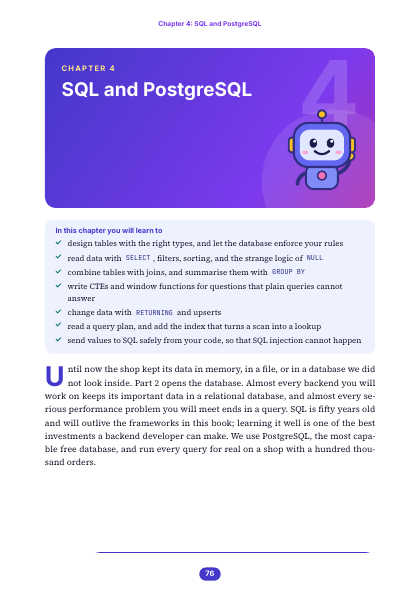 Chapter 4: SQL and PostgreSQL
CHAPTER 4
4
SQL and PostgreSQL
In this chapter you will learn to
design tables with the right types, and let the database enforce your rules
read data with SELECT, filters, sorting, and the strange logic of NULL
combine tables with joins, and summarise them with GROUP BY
write CTEs and window functions for questions that plain queries cannot
answer
change data with RETURNING and upserts
read a query plan, and add the index that turns a scan into a lookup
send values to SQL safely from your code, so that SQL injection cannot happen
Until now the shop kept its data in memory, in a file, or in a database we did
not look inside. Part 2 opens the database. Almost every backend you will
work on keeps its important data in a relational database, and almost every se-
rious performance problem you will meet ends in a query. SQL is fifty years old
and will outlive the frameworks in this book; learning it well is one of the best
investments a backend developer can make. We use PostgreSQL, the most capa-
ble free database, and run every query for real on a shop with a hundred thou-
sand orders.
76